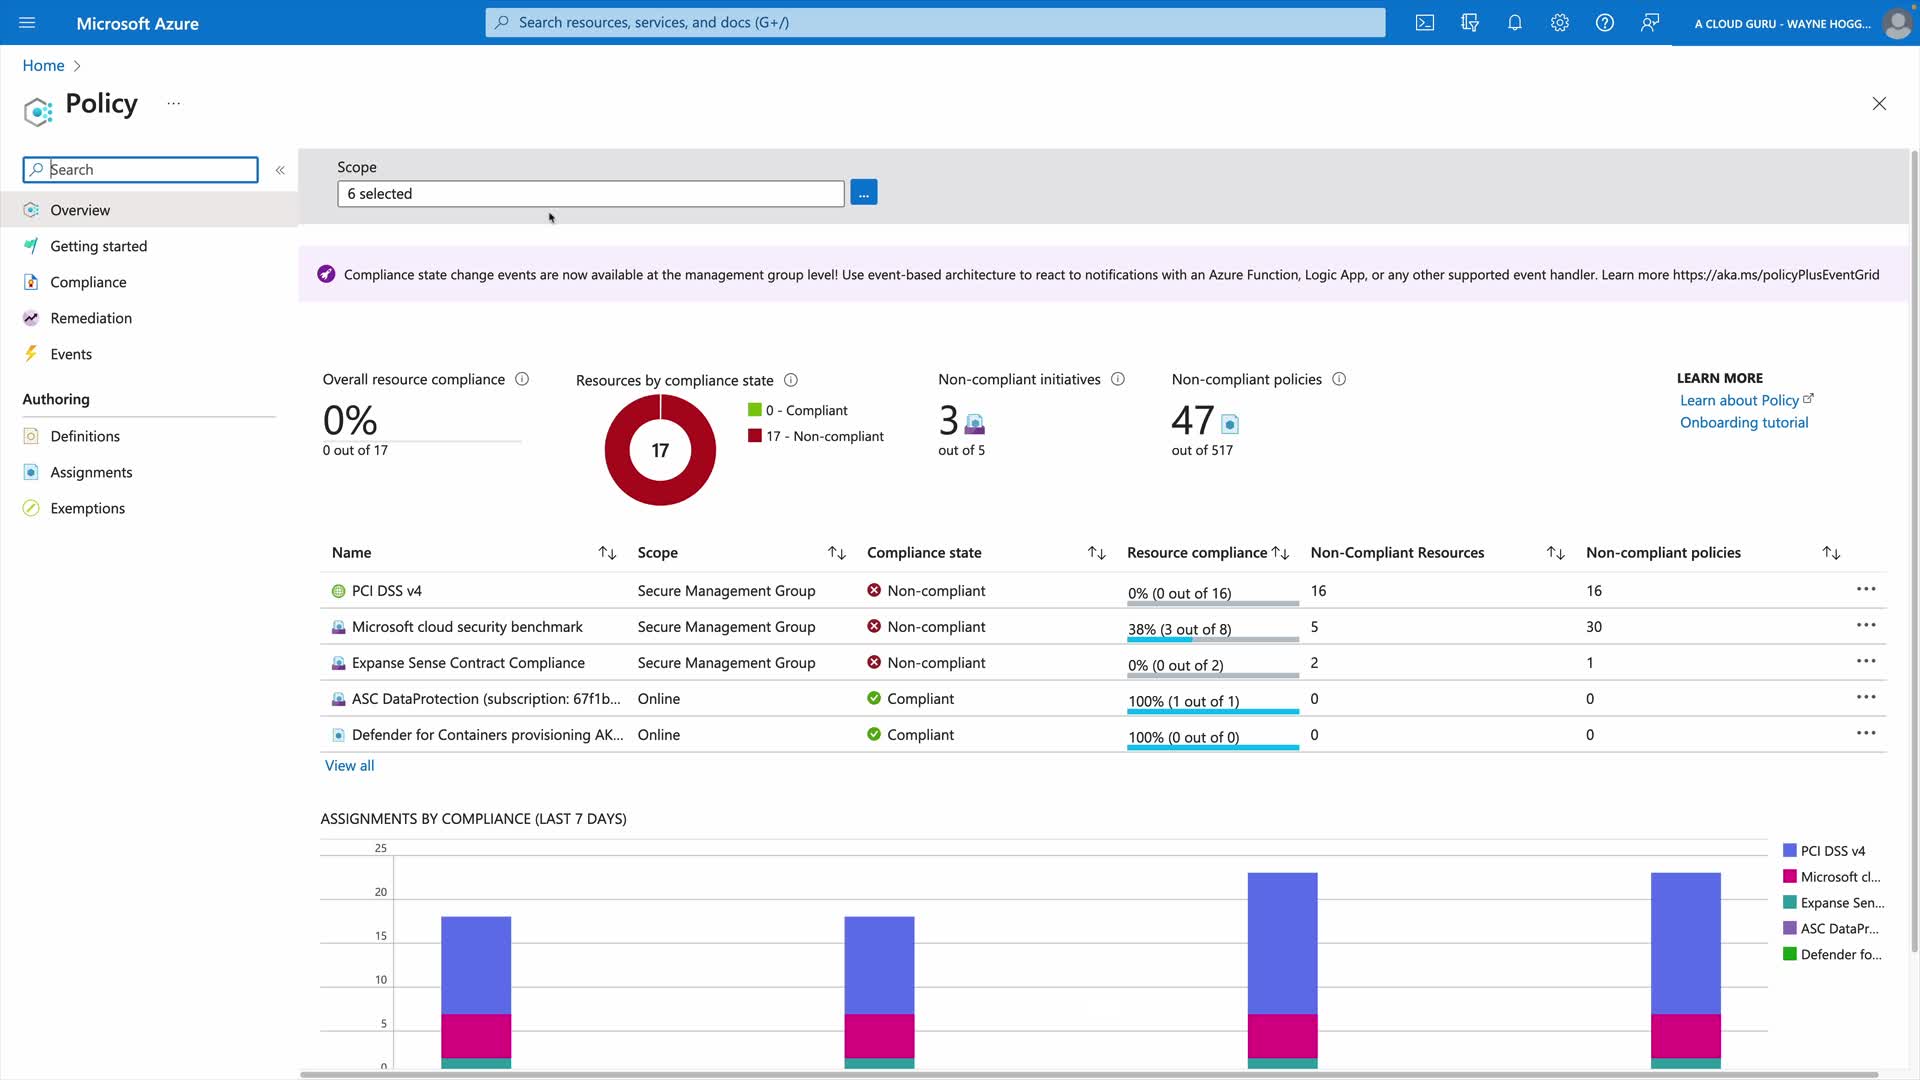 Microsoft Azure
Search resources, services, and docs (G+/)
A CLOUD GURU - WAYNE HOGG...
Home
Policy
...
Search
«
Overview
Getting started
Compliance
Remediation
Events
Authoring
Definitions
Assignments
Exemptions
Scope
6 selected
...
Compliance state change events are now available at the management group level! Use event-based architecture to react to notifications with an Azure Function, Logic App, or any other supported event handler. Learn more https://aka.ms/policyPlusEventGrid
Overall resource compliance
0%
0 out of 17
Resources by compliance state
17
0 - Compliant
17 - Non-compliant
Non-compliant initiatives
3
out of 5
Non-compliant policies
47
out of 517
LEARN MORE
Learn about Policy
Onboarding tutorial
Name Scope Compliance state Resource compliance Non-Compliant Resources Non-compliant policies
PCI DSS v4 Secure Management Group Non-compliant 0% (0 out of 16) 16 16 ...
Microsoft cloud security benchmark Secure Management Group Non-compliant 38% (3 out of 8) 5 30 ...
Expanse Sense Contract Compliance Secure Management Group Non-compliant 0% (0 out of 2) 2 1 ...
ASC DataProtection (subscription: 67f1b... Online Compliant 100% (1 out of 1) 0 0 ...
Defender for Containers provisioning AK... Online Compliant 100% (0 out of 0) 0 0 ...
View all
ASSIGNMENTS BY COMPLIANCE (LAST 7 DAYS)
25
20
15
10
5
0
PCI DSS v4
Microsoft cl...
Expanse Sen...
ASC DataPr...
Defender fo...